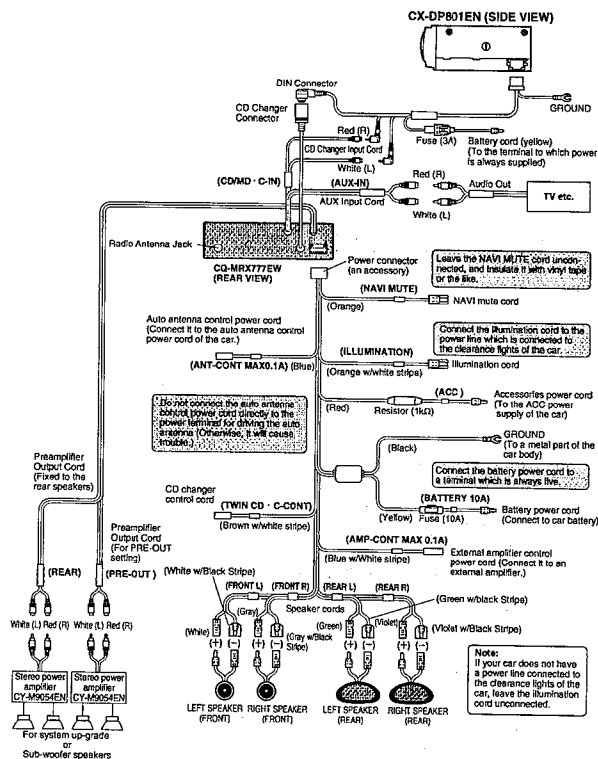 CX-DP801EN (SIDE VIEW)
DIN Connector
CD Changer
Connector
GROUND
Red (R)
Fuse (3A)
Battery cord (yellow)
(To the terminal to which power
is always supplied)
CD Changer Input Cord
White (L)
(CD/MD · C-IN)
(AUX-IN)
AUX Input Cord
Red (R)
Audio Out
TV etc.
White (L)
Radio Antenna Jack
CQ-MRX777EW
(REAR VIEW)
Power connector
(an accessory)
Leave the NAVI MUTE cord uncon-
nected, and insulate it with vinyl tape
or the like.
(NAVI MUTE)
(Orange)
NAVI mute cord
Auto antenna control power cord
(Connect it to the auto antenna control
power cord of the car.)
Connect the illumination cord to the
power line which is connected to
the clearance lights of the car.
(ILLUMINATION)
(ANT-CONT MAX0.1A) (Blue)
(Orange w/white stripe)
Illumination cord
Do not connect the auto antenna
control power cord directly to the
power terminal for driving the auto
antenna (Otherwise, it will cause
trouble.)
(ACC)
(Red)
Resistor (1kΩ)
Accessories power cord
(To the ACC power
supply of the car)
(Black)
GROUND
(To a metal part of the
car body)
Preamplifier
Output Cord
(Fixed to the
rear speakers)
Connect the battery power cord to
a terminal which is always live.
CD changer
control cord
(BATTERY 10A)
(Yellow)
Fuse (10A)
Battery power cord
(Connect to car battery)
(TWIN CD · C-CONT)
(Brown w/white stripe)
Preamplifier
Output Cord
(For PRE-OUT
setting)
(AMP-CONT MAX 0.1A)
(Blue w/White stripe)
External amplifier control
power cord (Connect it to an
external amplifier.)
(REAR)
(PRE-OUT)
(White w/Black Stripe)
(FRONT L)
(FRONT R)
(REAR L)
(REAR R)
Speaker cords
(Green w/black Stripe)
(White)
(Gray)
(Gray w/Black
Stripe)
(Green)
(Violet)
(Violet w/Black Stripe)
(+) (−)
(+) (−)
(+) (−)
(+) (−)
White (L) Red (R)
White (L) Red (R)
Stereo power
amplifier
CY-M9054EN
Stereo power
amplifier
CY-M9054EN
LEFT SPEAKER
(FRONT)
RIGHT SPEAKER
(FRONT)
LEFT SPEAKER
(REAR)
RIGHT SPEAKER
(REAR)
Note:
If your car does not have
a power line connected to
the clearance lights of the
car, leave the illumination
cord unconnected.
For system up-grade
or
Sub-woofer speakers